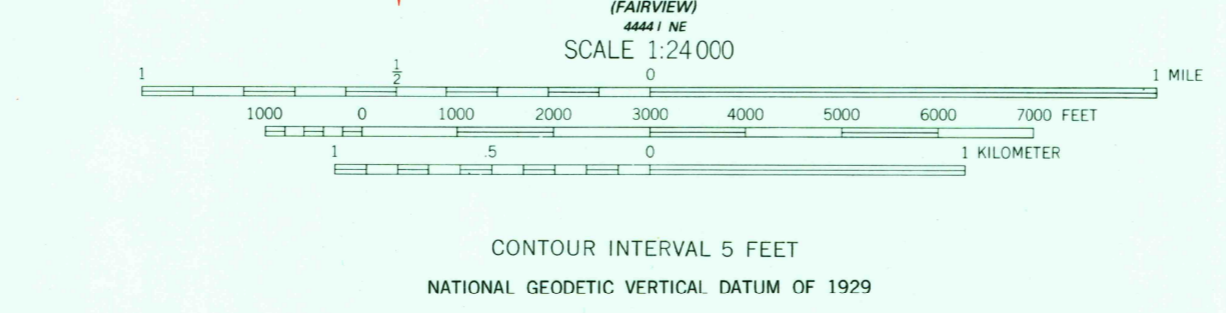 (FAIRVIEW)
4444 I NE
SCALE 1:24 000
1 1/2 0 1 MILE
1000 0 1000 2000 3000 4000 5000 6000 7000 FEET
1 .5 0 1 KILOMETER
CONTOUR INTERVAL 5 FEET
NATIONAL GEODETIC VERTICAL DATUM OF 1929